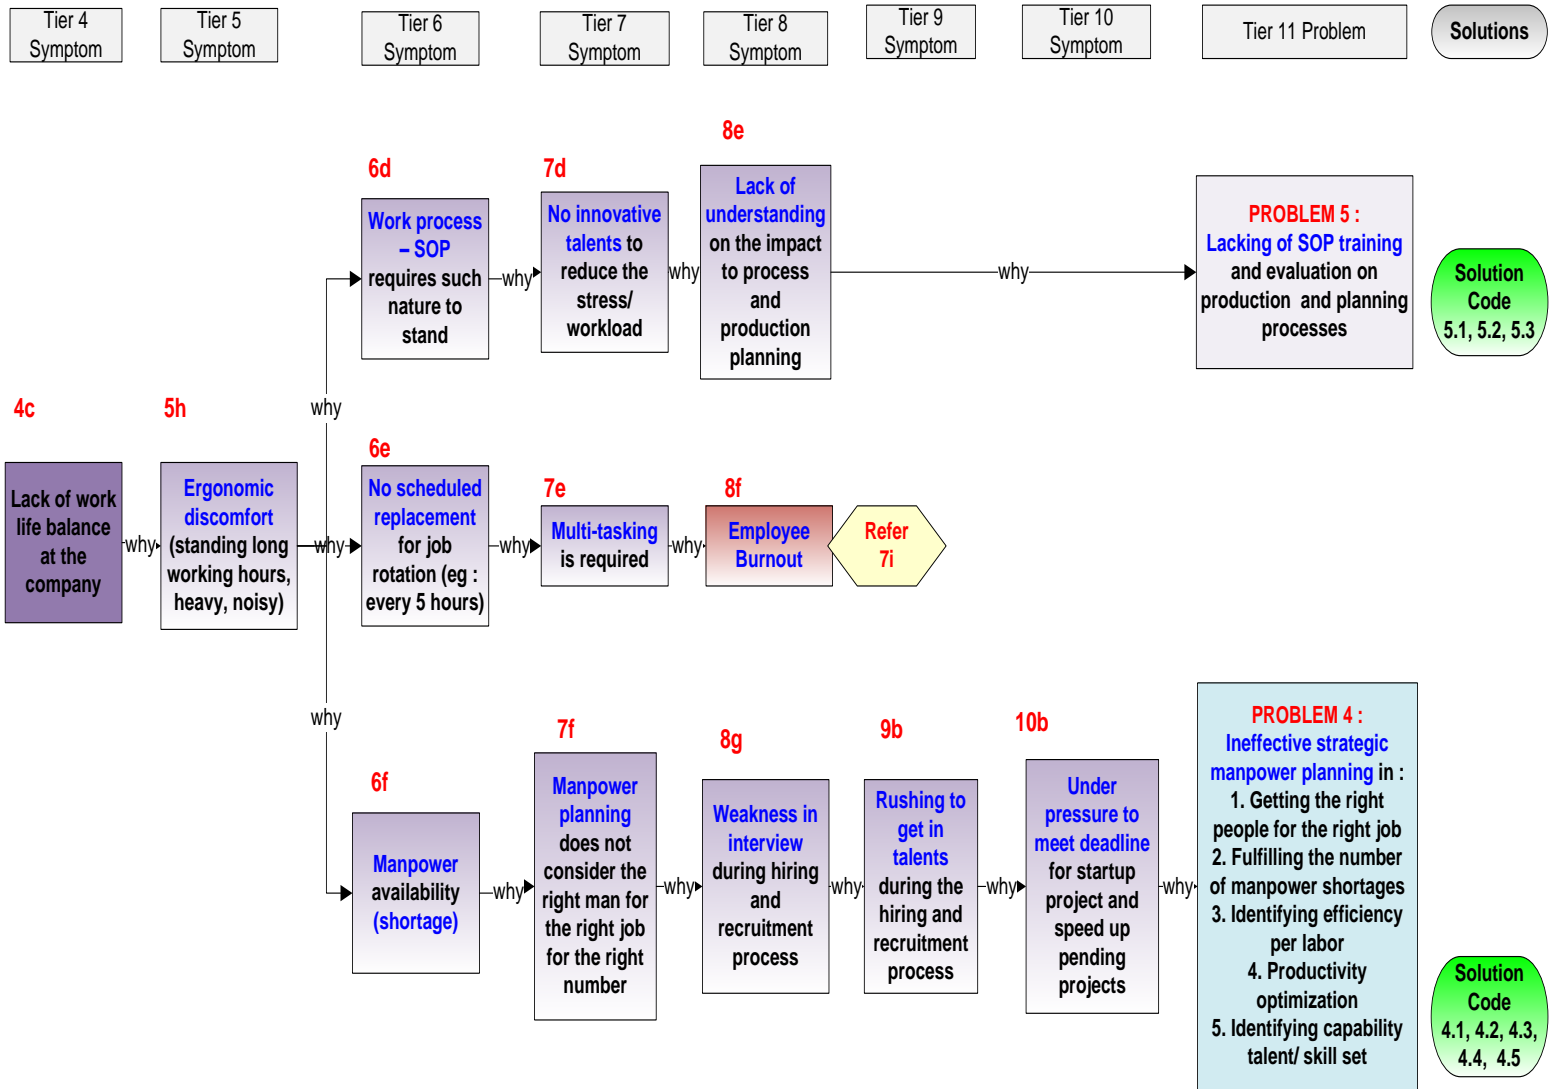 Tier 4
Symptom
Tier 5
Symptom
Tier 6
Symptom
Tier 7
Symptom
Tier 8
Symptom
Tier 9
Symptom
Tier 10
Symptom
Tier 11 Problem
Solutions
4c
Lack of work
life balance
at the
company
why
5h
Ergonomic
discomfort
(standing long
working hours,
heavy, noisy)
why
6d
Work process
– SOP
requires such
nature to
stand
why
7d
No innovative
talents to
reduce the
stress/
workload
why
8e
Lack of
understanding
on the impact
to process
and
production
planning
why
PROBLEM 5 :
Lacking of SOP training
and evaluation on
production and planning
processes
Solution
Code
5.1, 5.2, 5.3
why
6e
No scheduled
replacement
for job
rotation (eg :
every 5 hours)
why
7e
Multi-tasking
is required
why
8f
Employee
Burnout
Refer
7i
why
6f
Manpower
availability
(shortage)
why
7f
Manpower
planning
does not
consider the
right man for
the right job
for the right
number
why
8g
Weakness in
interview
during hiring
and
recruitment
process
why
9b
Rushing to
get in
talents
during the
hiring and
recruitment
process
why
10b
Under
pressure to
meet deadline
for startup
project and
speed up
pending
projects
why
PROBLEM 4 :
Ineffective strategic
manpower planning in :
1. Getting the right
people for the right job
2. Fulfilling the number
of manpower shortages
3. Identifying efficiency
per labor
4. Productivity
optimization
5. Identifying capability
talent/ skill set
Solution
Code
4.1, 4.2, 4.3,
4.4, 4.5